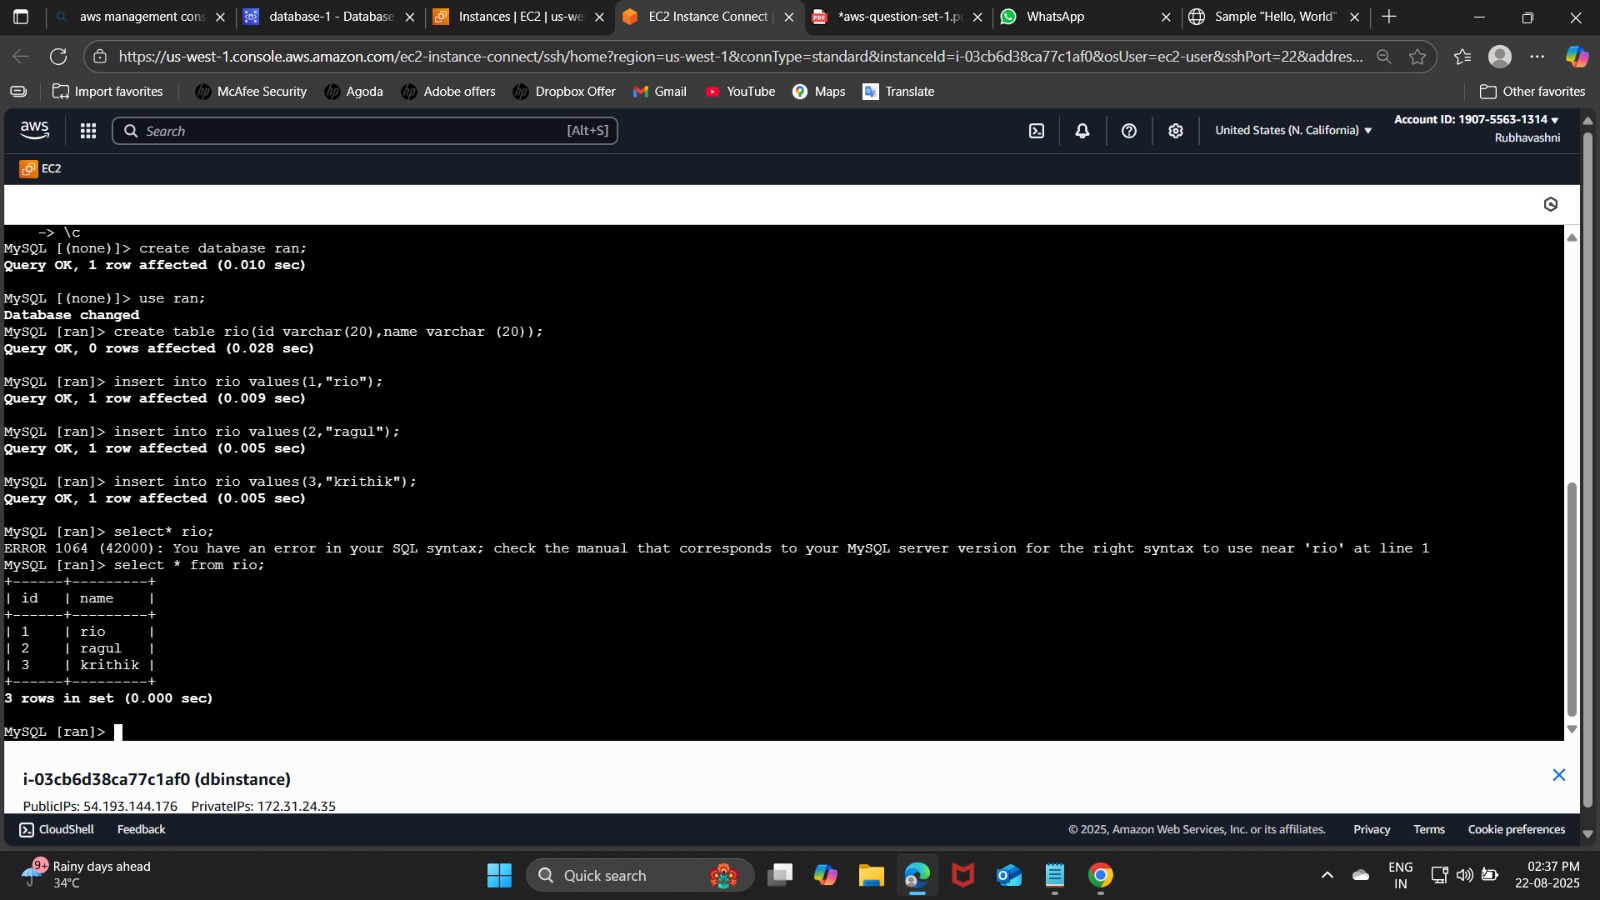 aws management cons
database-1 - Database
Instances | EC2 | us-we
EC2 Instance Connect
*aws-question-set-1.p
WhatsApp
Sample "Hello, World"
https://us-west-1.console.aws.amazon.com/ec2-instance-connect/ssh/home?region=us-west-1&connType=standard&instanceId=i-03cb6d38ca77c1af0&osUser=ec2-user&sshPort=22&addres...
Import favorites
McAfee Security
Agoda
Adobe offers
Dropbox Offer
Gmail
YouTube
Maps
Translate
Other favorites
aws
Search
[Alt+S]
United States (N. California)
Account ID: 1907-5563-1314
Rubhavashni
EC2
-> \c
MySQL [(none)]> create database ran;
Query OK, 1 row affected (0.010 sec)
MySQL [(none)]> use ran;
Database changed
MySQL [ran]> create table rio(id varchar(20),name varchar (20));
Query OK, 0 rows affected (0.028 sec)
MySQL [ran]> insert into rio values(1,"rio");
Query OK, 1 row affected (0.009 sec)
MySQL [ran]> insert into rio values(2,"ragul");
Query OK, 1 row affected (0.005 sec)
MySQL [ran]> insert into rio values(3,"krithik");
Query OK, 1 row affected (0.005 sec)
MySQL [ran]> select* rio;
ERROR 1064 (42000): You have an error in your SQL syntax; check the manual that corresponds to your MySQL server version for the right syntax to use near 'rio' at line 1
MySQL [ran]> select * from rio;
+------+---------+
| id   | name    |
+------+---------+
| 1    | rio     |
| 2    | ragul   |
| 3    | krithik |
+------+---------+
3 rows in set (0.000 sec)
MySQL [ran]>
i-03cb6d38ca77c1af0 (dbinstance)
PublicIPs: 54.193.144.176 PrivateIPs: 172.31.24.35
CloudShell
Feedback
© 2025, Amazon Web Services, Inc. or its affiliates.
Privacy
Terms
Cookie preferences
9+
Rainy days ahead
34°C
Quick search
ENG
IN
02:37 PM
22-08-2025